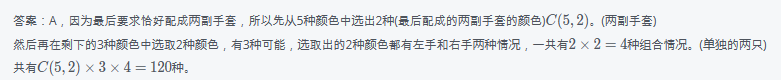 答案：A，因为最后要求恰好配成两副手套，所以先从5种颜色中选出2种(最后配成的两副手套的颜色)C(5,2)。(两副手套)
然后再在剩下的3种颜色中选取2种颜色，有3种可能，选取出的2种颜色都有左手和右手两种情况，一共有2 × 2 = 4种组合情况。(单独的两只)
共有C(5,2) × 3 × 4 = 120种。